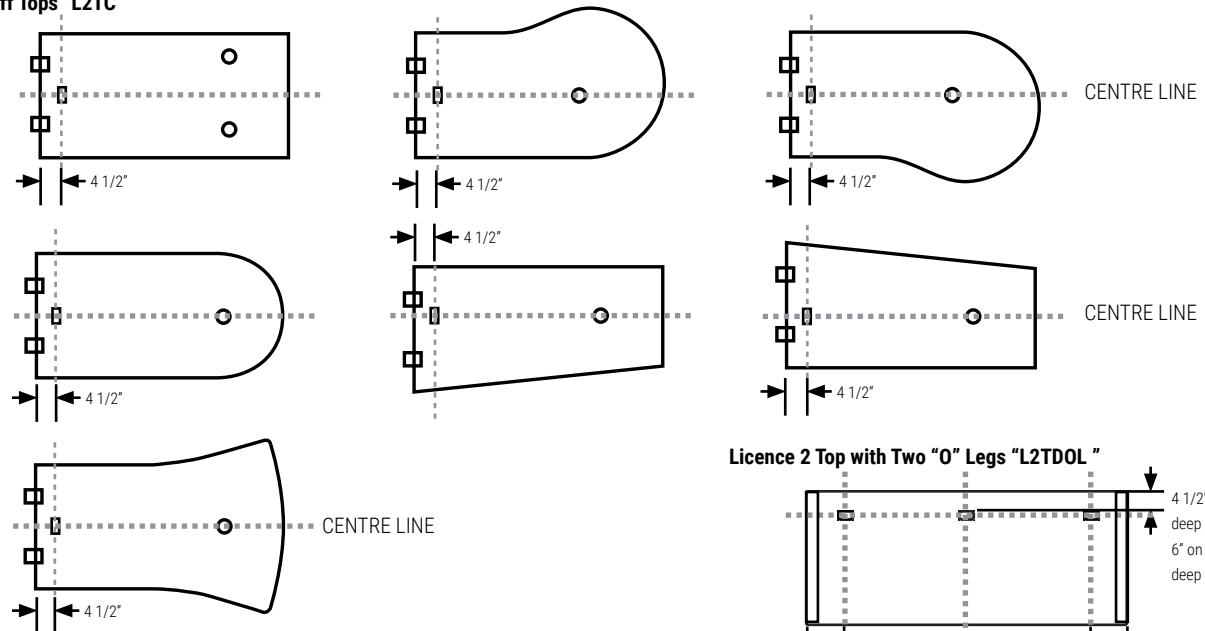 Tops "L2TC"
4 1/2”
4 1/2”
4 1/2”
CENTRE LINE
4 1/2”
4 1/2”
4 1/2”
CENTRE LINE
4 1/2”
CENTRE LINE
Licence 2 Top with Two “O” Legs “L2TDOL ”
4 1/2”
deep
6” on
deep